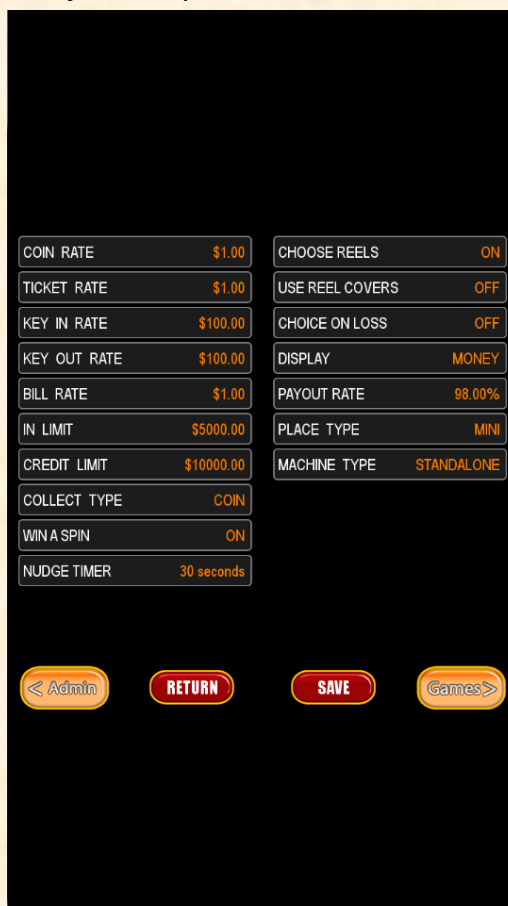 COIN RATE $1.00
TICKET RATE $1.00
KEY IN RATE $100.00
KEY OUT RATE $100.00
BILL RATE $1.00
IN LIMIT $5000.00
CREDIT LIMIT $10000.00
COLLECT TYPE COIN
WIN A SPIN ON
NUDGE TIMER 30 seconds
CHOOSE REELS ON
USE REEL COVERS OFF
CHOICE ON LOSS OFF
DISPLAY MONEY
PAYOUT RATE 98.00%
PLACE TYPE MINI
MACHINE TYPE STANDALONE
< Admin
RETURN
SAVE
Games >